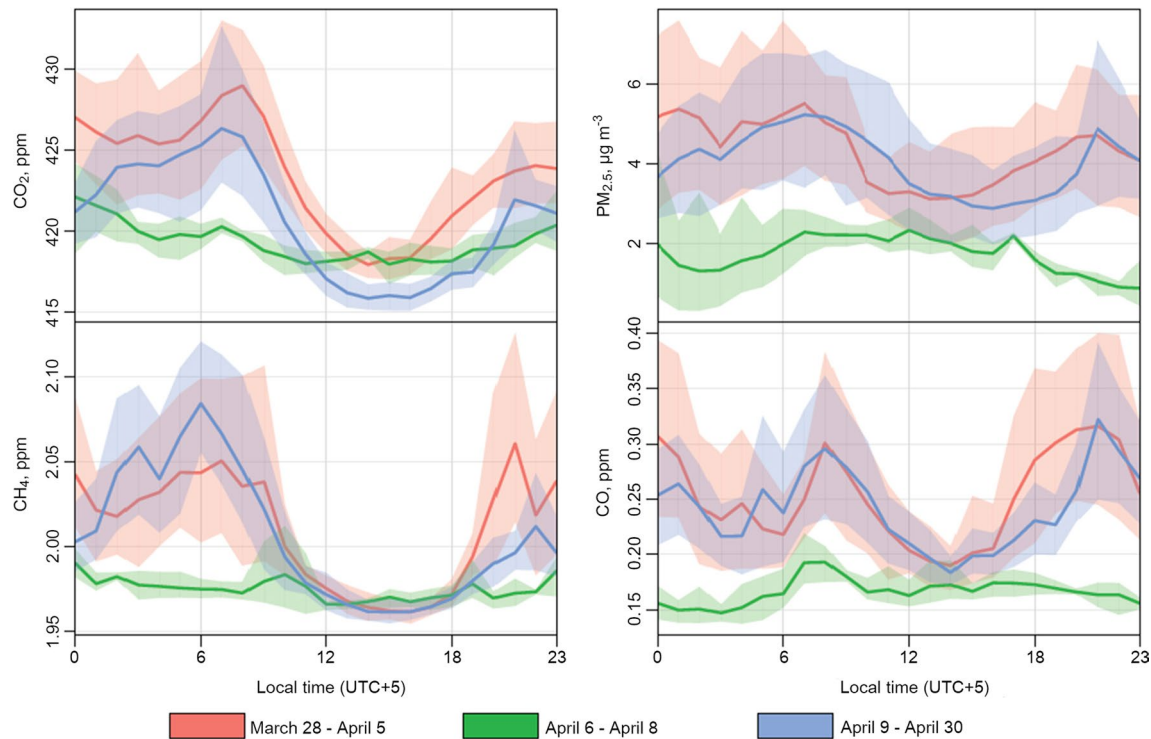 CO2, ppm
430
425
420
415
PM2.5, µg m-3
6
4
2
CH4, ppm
2.10
2.05
2.00
1.95
0 6 12 18 23
Local time (UTC+5)
CO, ppm
0.40
0.35
0.30
0.25
0.20
0.15
0 6 12 18 23
Local time (UTC+5)
March 28 - April 5
April 6 - April 8
April 9 - April 30